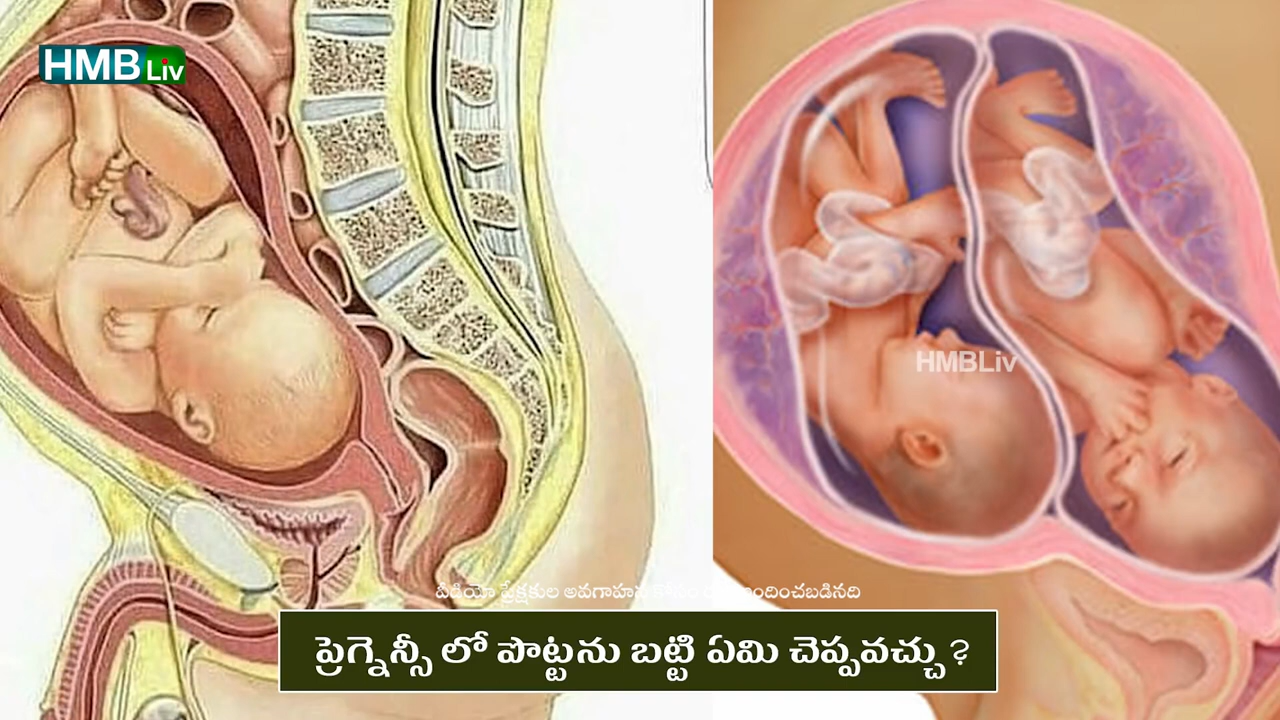 HMB Liv
HMBLiv
వీడియో ప్రేక్షకుల అవగాహన కోసం
ప్రెగ్నెన్సీ లో పొట్టను బట్టి ఏమి చెప్పవచ్చు?